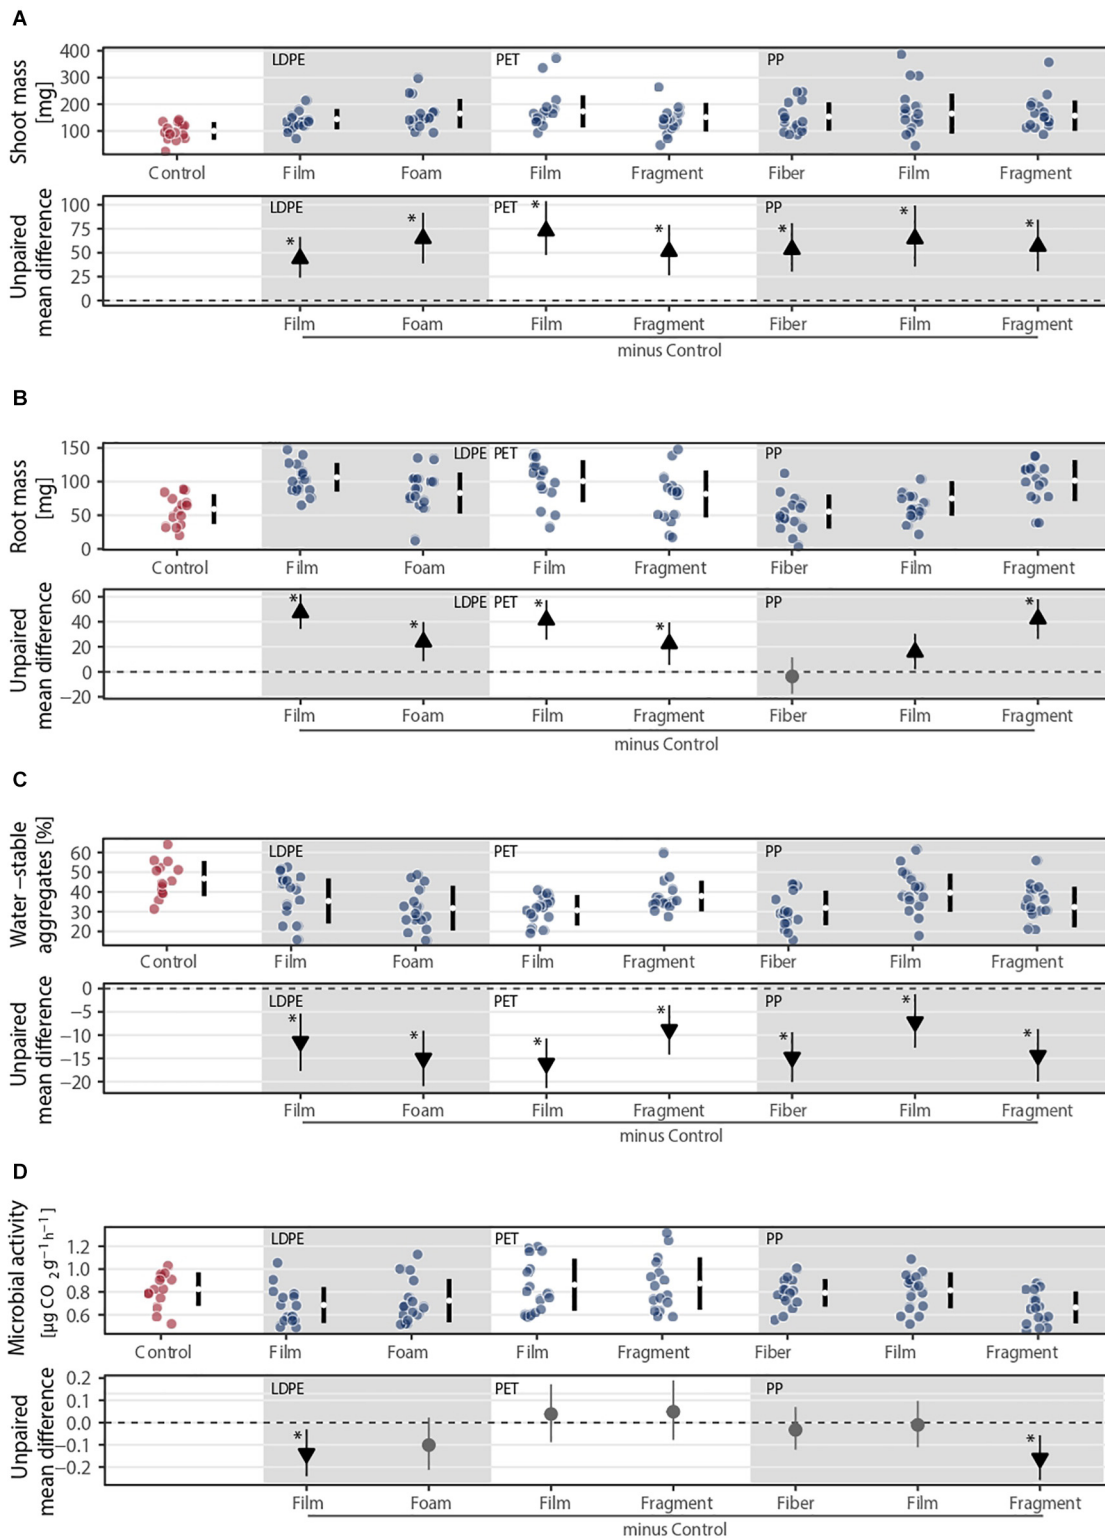 A
Shoot mass
[mg]
400
300
200
100
LDPE
PET
PP
Control
Film
Foam
Film
Fragment
Fiber
Film
Fragment
Unpaired
mean difference
100
75
50
25
0
LDPE
PET
PP
*
*
*
*
*
*
*
Film
Foam
Film
Fragment
Fiber
Film
Fragment
minus Control
B
Root mass
[mg]
150
100
50
0
LDPE
PET
PP
Control
Film
Foam
Film
Fragment
Fiber
Film
Fragment
Unpaired
mean difference
60
40
20
0
−20
LDPE
PET
PP
*
*
*
*
*
Film
Foam
Film
Fragment
Fiber
Film
Fragment
minus Control
C
Water –stable
aggregates [%]
60
50
40
30
20
LDPE
PET
PP
Control
Film
Foam
Film
Fragment
Fiber
Film
Fragment
Unpaired
mean difference
0
−5
−10
−15
−20
LDPE
PET
PP
*
*
*
*
*
*
*
Film
Foam
Film
Fragment
Fiber
Film
Fragment
minus Control
D
Microbial activity
[µg CO₂g⁻¹h⁻¹]
1.2
1.0
0.8
0.6
LDPE
PET
PP
Control
Film
Foam
Film
Fragment
Fiber
Film
Fragment
Unpaired
mean difference
0.2
0.1
0.0
−0.1
−0.2
LDPE
PET
PP
*
*
Film
Foam
Film
Fragment
Fiber
Film
Fragment
minus Control